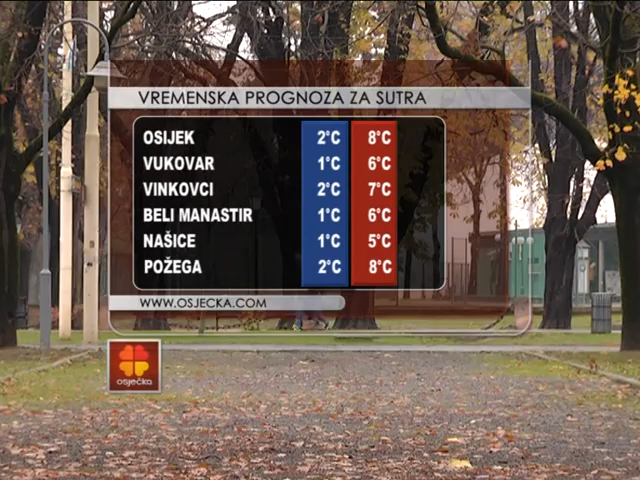 VREMENSKA PROGNOZA ZA SUTRA
OSIJEK 2°C 8°C
VUKOVAR 1°C 6°C
VINKOVCI 2°C 7°C
BELI MANASTIR 1°C 6°C
NAŠICE 1°C 5°C
POŽEGA 2°C 8°C
WWW.OSJECKA.COM
osječka